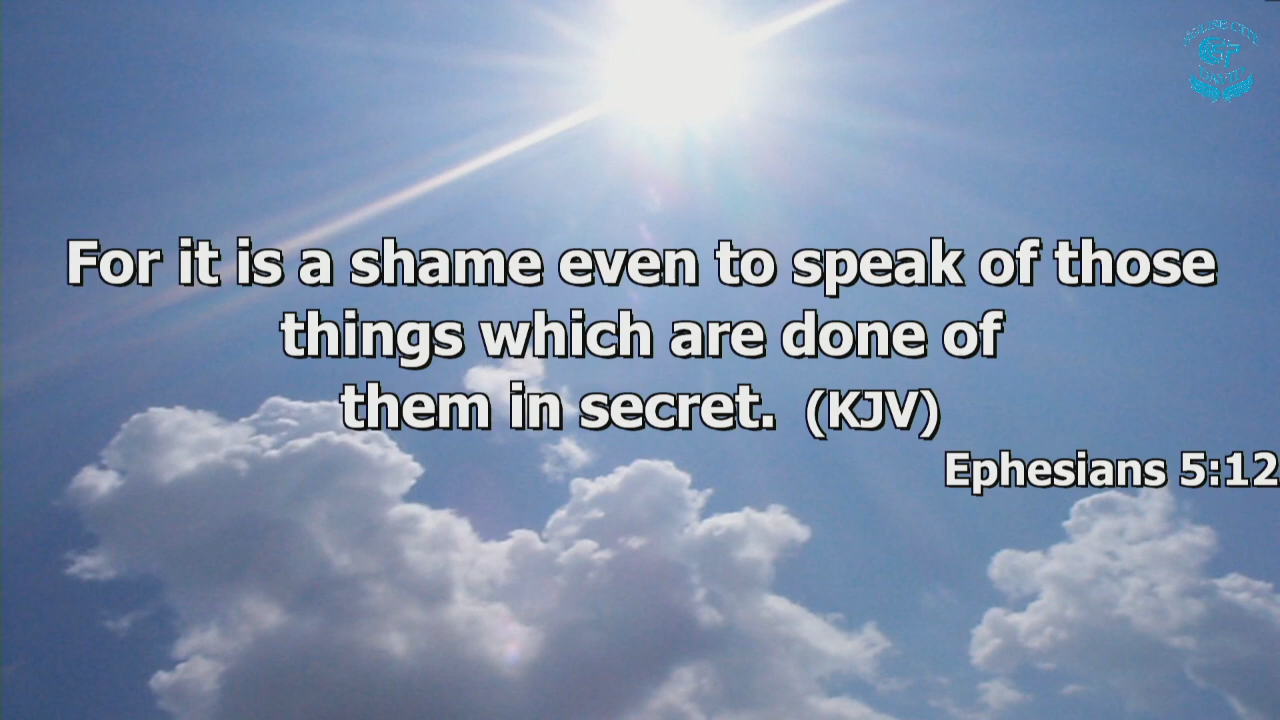 For it is a shame even to speak of those
things which are done of
them in secret. (KJV)
Ephesians 5:12
DAVID